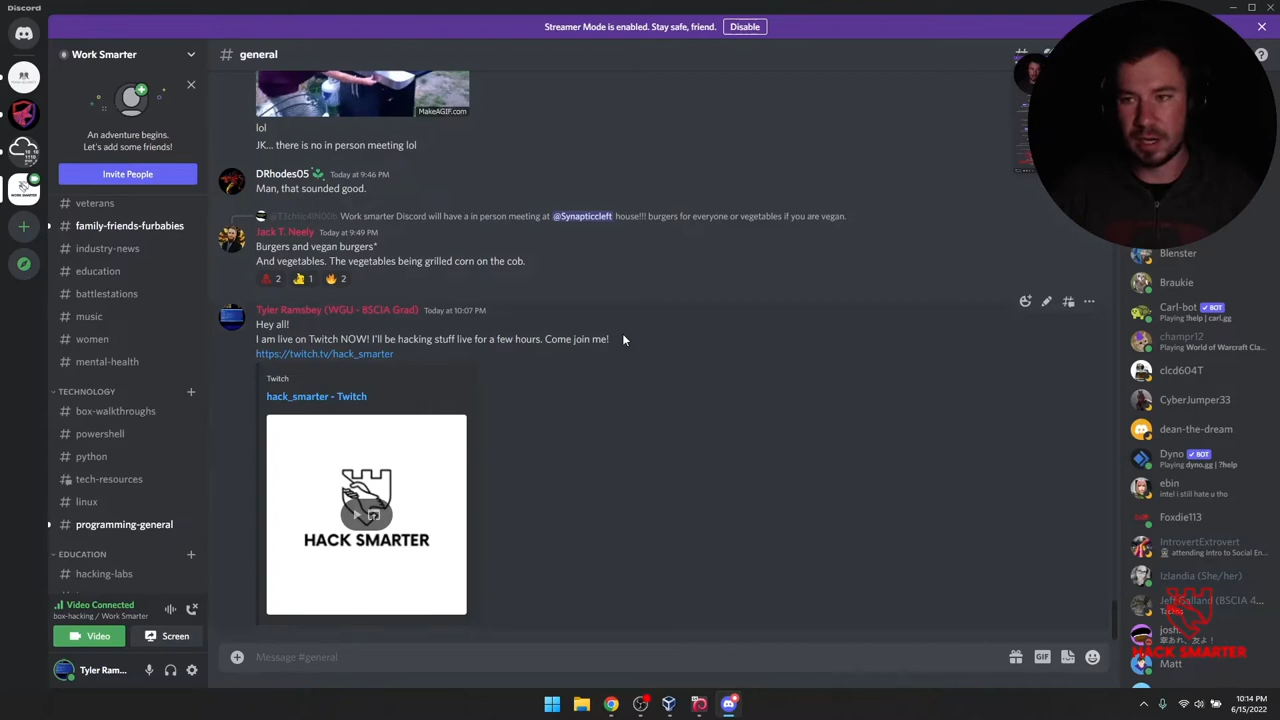 Discord
Streamer Mode is enabled. Stay safe, friend.
Disable
Work Smarter
general
An adventure begins.
Let's add some friends!
Invite People
veterans
family-friends-furbabies
industry-news
education
battlestations
music
women
mental-health
TECHNOLOGY
box-walkthroughs
powershell
python
tech-resources
linux
programming-general
EDUCATION
hacking-labs
Video Connected
box-hacking / Work Smarter
Video
Screen
Tyler Ram...
MakeAGIF.com
lol
JK... there is no in person meeting lol
DRhodes05 Today at 9:46 PM
Man, that sounded good.
Work smarter Discord will have a in person meeting at @Synapticcleft house!!! burgers for everyone or vegetables if you are vegan.
Jack T. Neely Today at 9:49 PM
Burgers and vegan burgers*
And vegetables. The vegetables being grilled corn on the cob.
2 1 2
Tyler Ramsbey (WGU - BSCIA Grad) Today at 10:07 PM
Hey all!
I am live on Twitch NOW! I'll be hacking stuff live for a few hours. Come join me!
https://twitch.tv/hack_smarter
Twitch
hack_smarter - Twitch
HACK SMARTER
Message #general
GIF
Blenster
Braukie
Carl-bot BOT
Playing !help | carl.gg
champr12
Playing World of Warcraft Cla...
clcd604T
CyberJumper33
dean-the-dream
Dyno BOT
Playing dyno.gg | ?help
ebin
intel i still hate u tho
Foxdie113
IntrovertExtrovert
attending Intro to Social En...
Izlandia (She/her)
Jeff Galland (BSCIA 4...
josh
HACK SMARTER
Matt
10:14 PM
6/15/2022